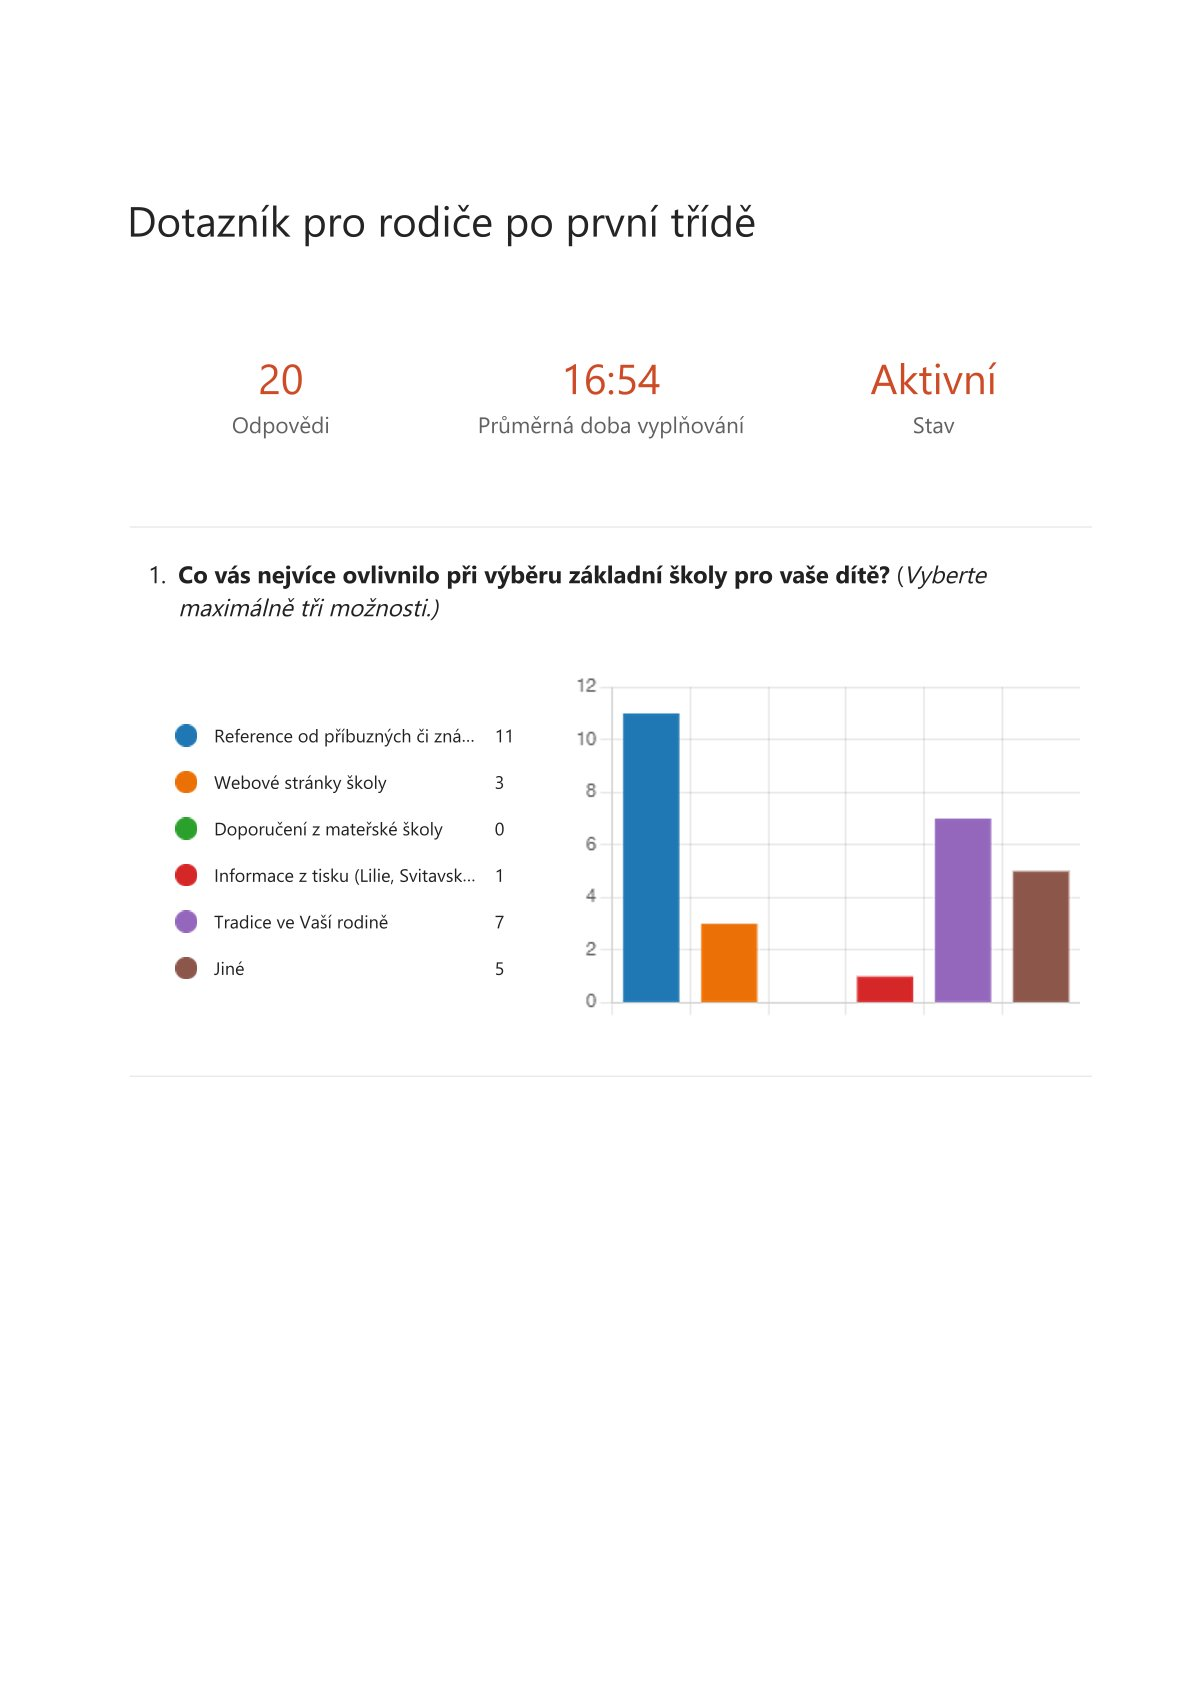 Dotazník pro rodiče po první třídě
20
Odpovědi
16:54
Průměrná doba vyplňování
Aktivní
Stav
1. Co vás nejvíce ovlivnilo při výběru základní školy pro vaše dítě? (Vyberte
maximálně tři možnosti.)
Reference od příbuzných či zná... 11
Webové stránky školy 3
Doporučení z mateřské školy 0
Informace z tisku (Lilie, Svitavsk... 1
Tradice ve Vaší rodině 7
Jiné 5
12
10
8
6
4
2
0